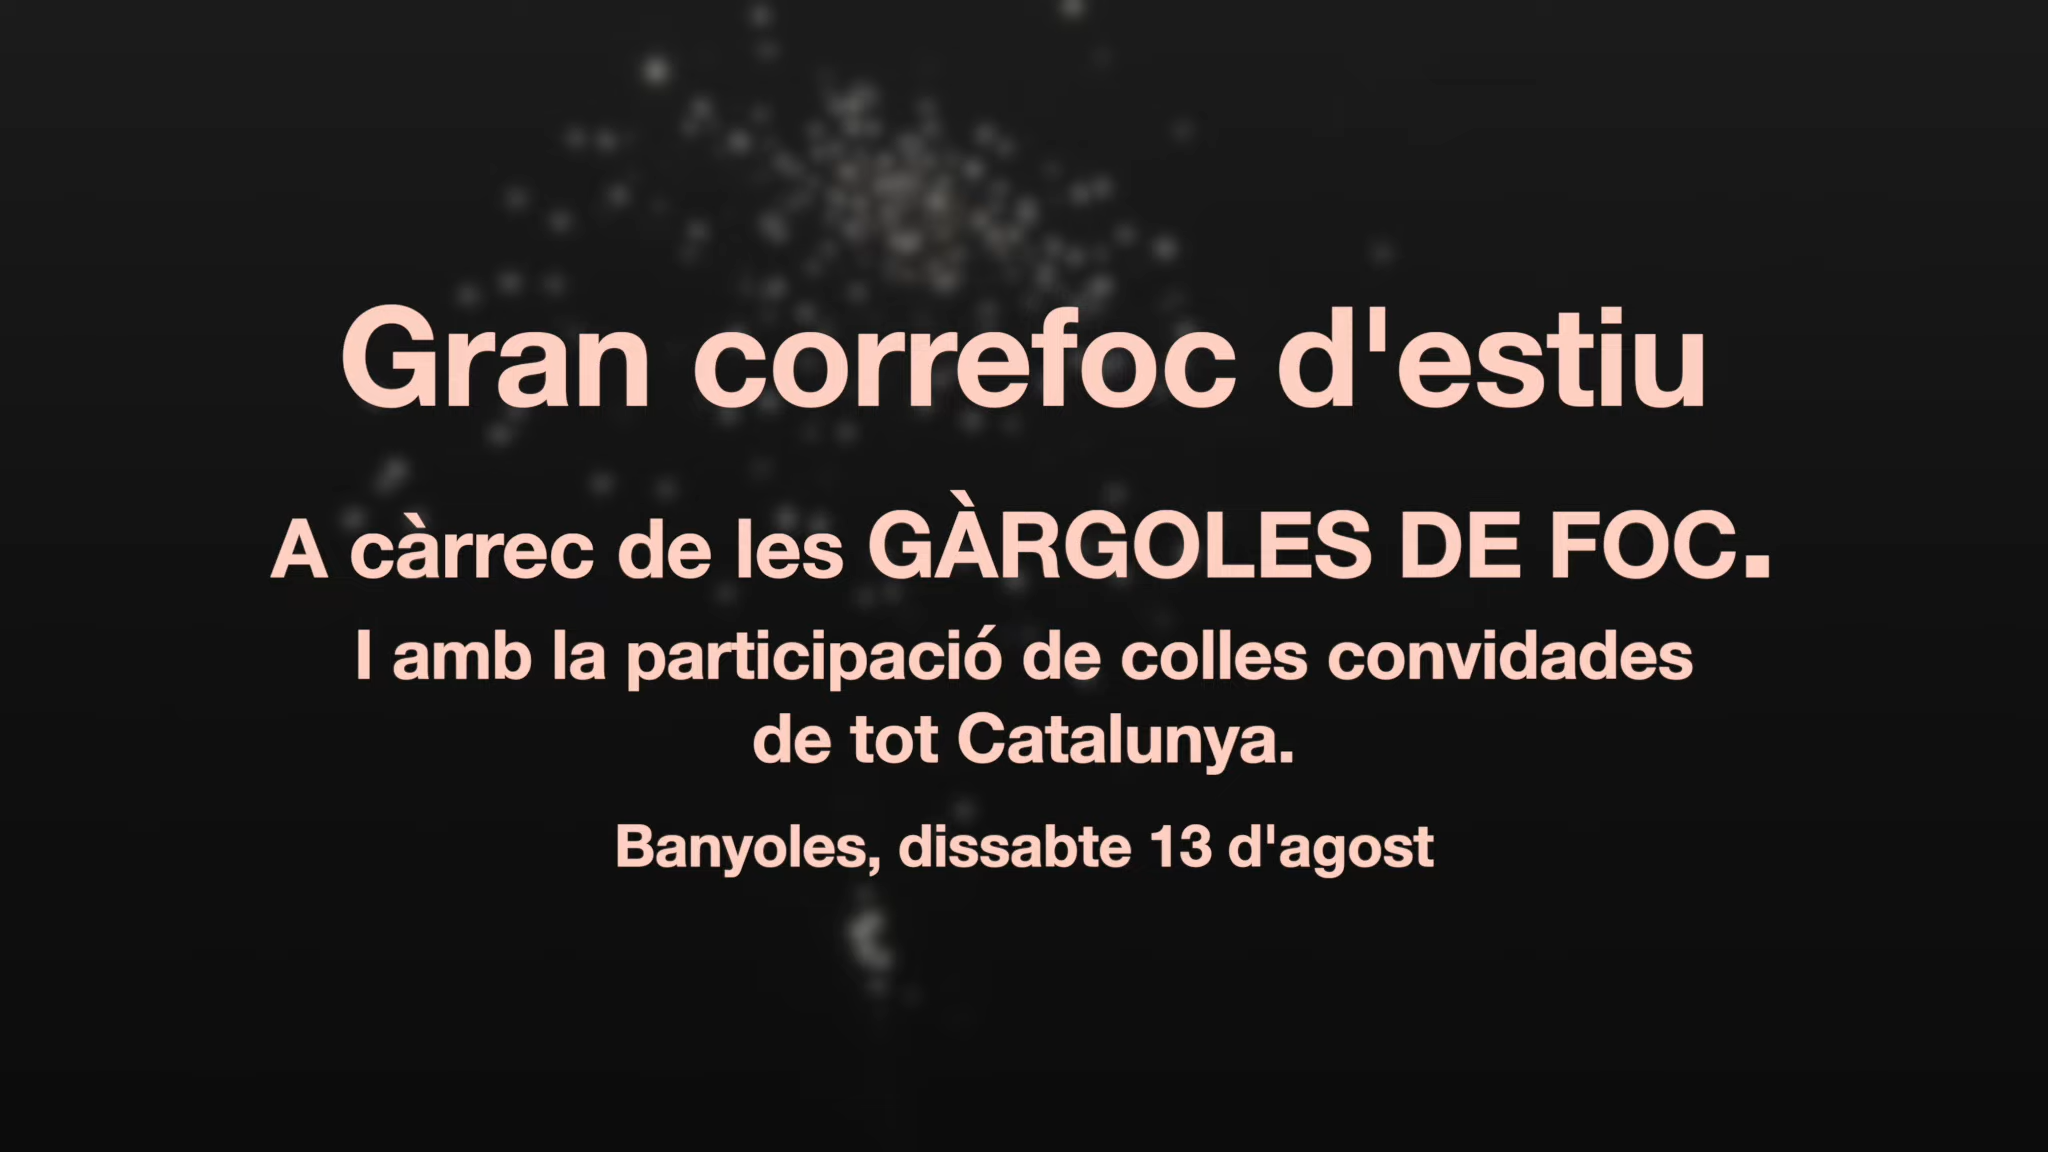 Gran correfoc d'estiu
A càrrec de les GÀRGOLES DE FOC.
I amb la participació de colles convidades
de tot Catalunya.
Banyoles, dissabte 13 d'agost